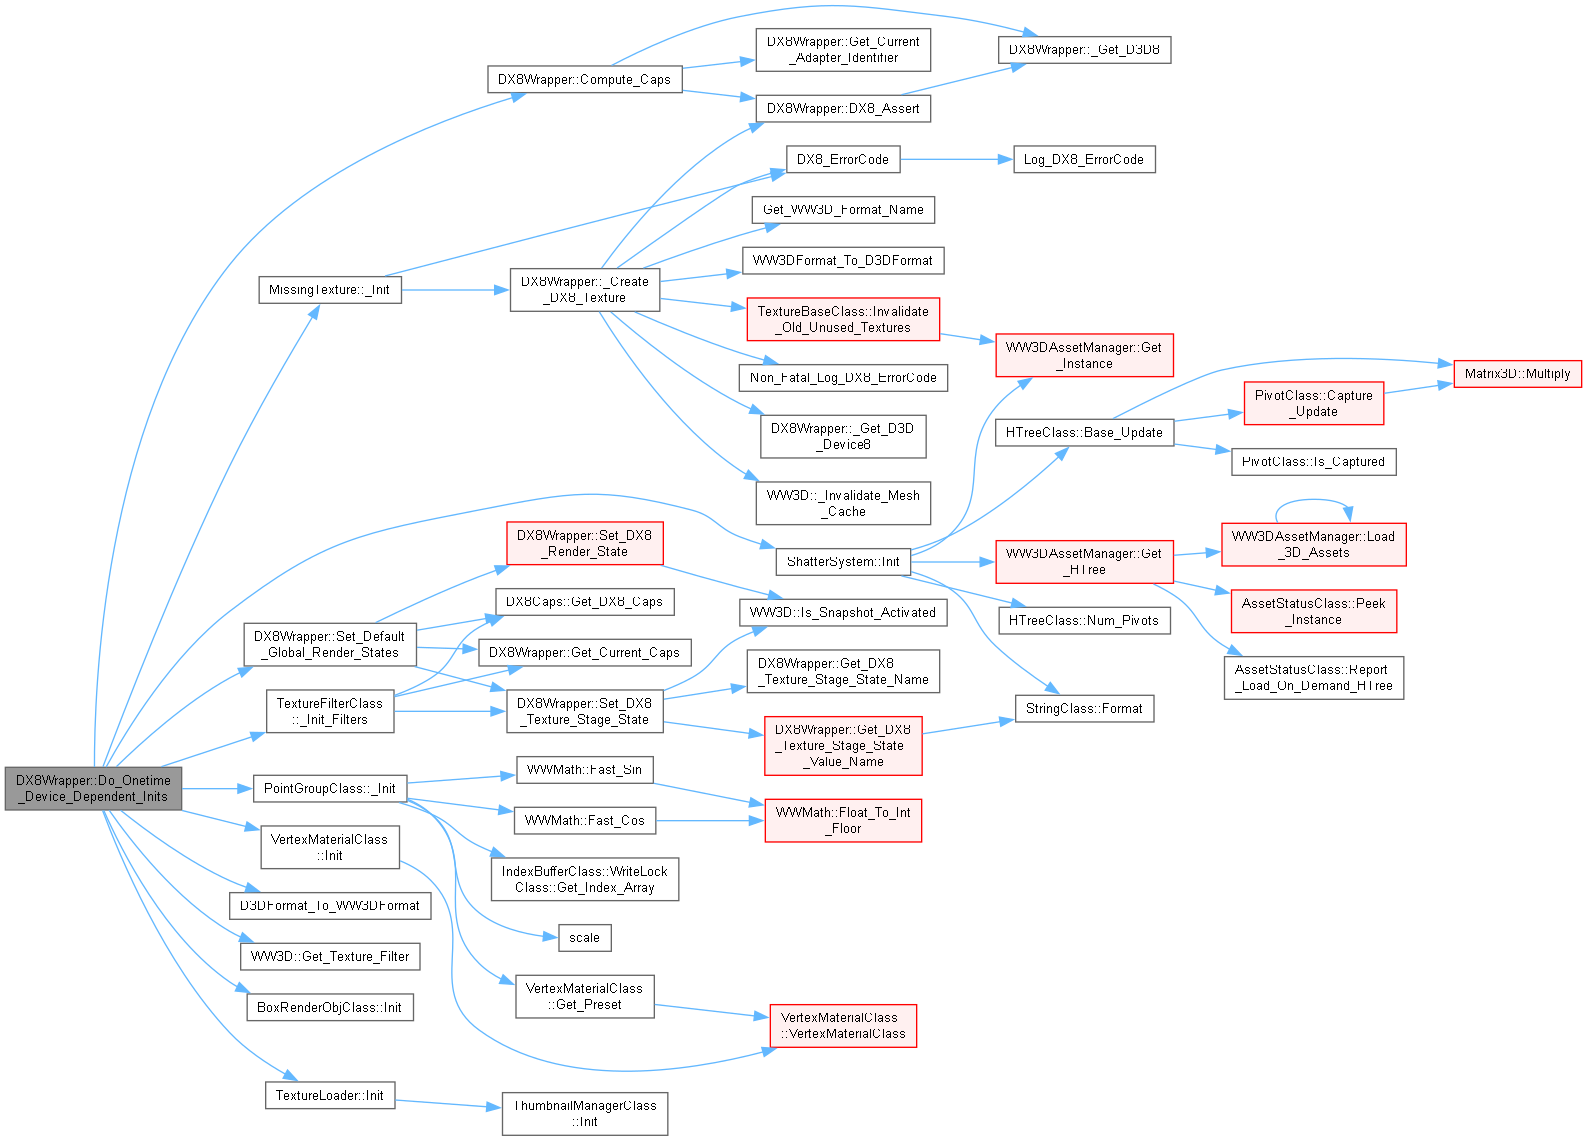 DX8Wrapper::Do_Onetime
_Device_Dependent_Inits
DX8Wrapper::Compute_Caps
DX8Wrapper::Get_Current
_Adapter_Identifier
DX8Wrapper::_Get_D3D8
DX8Wrapper::DX8_Assert
DX8_ErrorCode
Log_DX8_ErrorCode
Get_WW3D_Format_Name
WW3DFormat_To_D3DFormat
MissingTexture::_Init
DX8Wrapper::_Create
_DX8_Texture
TextureBaseClass::Invalidate
_Old_Unused_Textures
WW3DAssetManager::Get
_Instance
Non_Fatal_Log_DX8_ErrorCode
DX8Wrapper::_Get_D3D
_Device8
WW3D::_Invalidate_Mesh
_Cache
HTreeClass::Base_Update
PivotClass::Capture
_Update
Matrix3D::Multiply
PivotClass::Is_Captured
DX8Wrapper::Set_DX8
_Render_State
ShatterSystem::Init
WW3DAssetManager::Get
_HTree
WW3DAssetManager::Load
_3D_Assets
AssetStatusClass::Peek
_Instance
HTreeClass::Num_Pivots
AssetStatusClass::Report
_Load_On_Demand_HTree
StringClass::Format
DX8Caps::Get_DX8_Caps
WW3D::Is_Snapshot_Activated
DX8Wrapper::Set_Default
_Global_Render_States
DX8Wrapper::Get_Current_Caps
DX8Wrapper::Get_DX8
_Texture_Stage_State_Name
TextureFilterClass
::_Init_Filters
DX8Wrapper::Set_DX8
_Texture_Stage_State
DX8Wrapper::Get_DX8
_Texture_Stage_State
_Value_Name
PointGroupClass::_Init
WWMath::Fast_Sin
WWMath::Fast_Cos
WWMath::Float_To_Int
_Floor
VertexMaterialClass
::Init
IndexBufferClass::WriteLock
Class::Get_Index_Array
D3DFormat_To_WW3DFormat
scale
WW3D::Get_Texture_Filter
VertexMaterialClass
::Get_Preset
BoxRenderObjClass::Init
VertexMaterialClass
::VertexMaterialClass
TextureLoader::Init
ThumbnailManagerClass
::Init